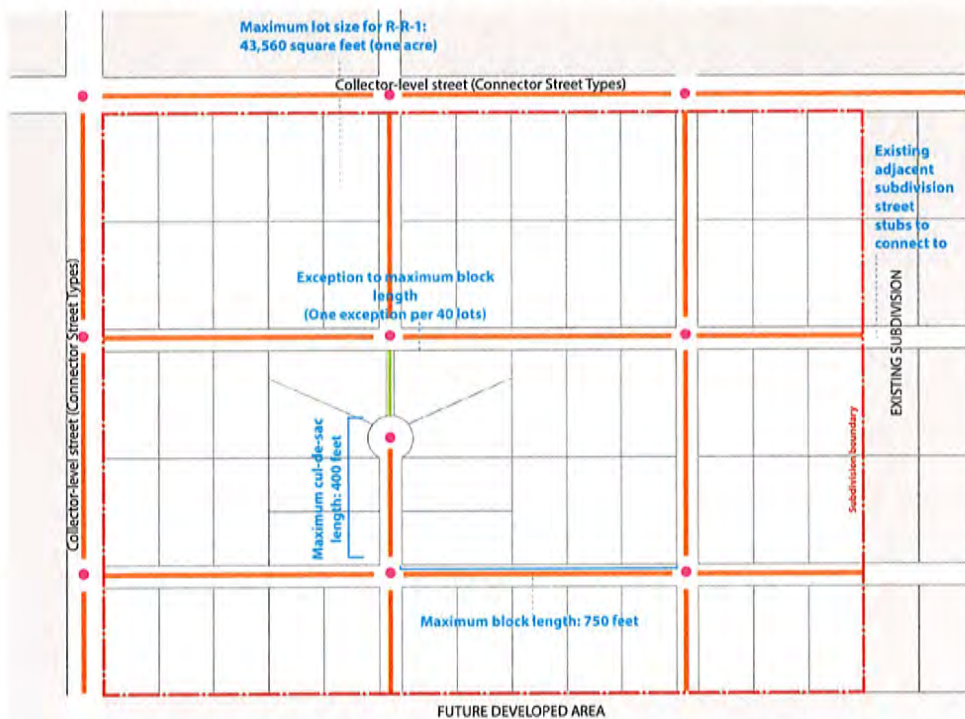 Maximum lot size for R-R-1:
43,560 square feet (one acre)
Collector-level street (Connector Street Types)
Existing
adjacent
subdivision
street
stubs to
connect to
Exception to maximum block
length
(One exception per 40 lots)
Collector-level street (Connector Street Types)
EXISTING SUBDIVISION
Maximum cul-de-sac
length: 400 feet
Subdivision boundary
Maximum block length: 750 feet
FUTURE DEVELOPED AREA